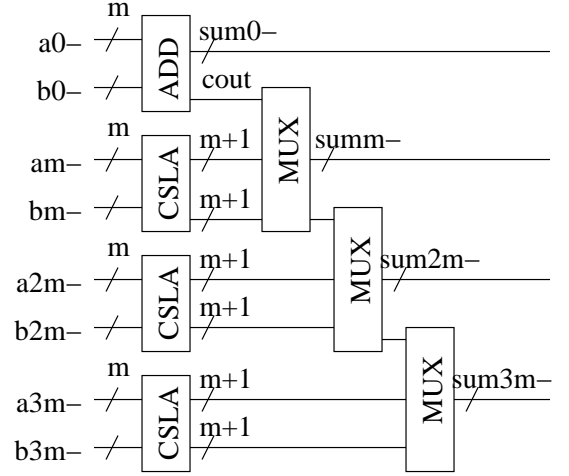 m
a0–
sum0–
ADD
b0–
cout
m
m+1
am–
summ–
CSLA
MUX
m+1
bm–
m
m+1
a2m–
sum2m–
CSLA
MUX
m+1
b2m–
m
m+1
a3m–
sum3m–
CSLA
MUX
m+1
b3m–